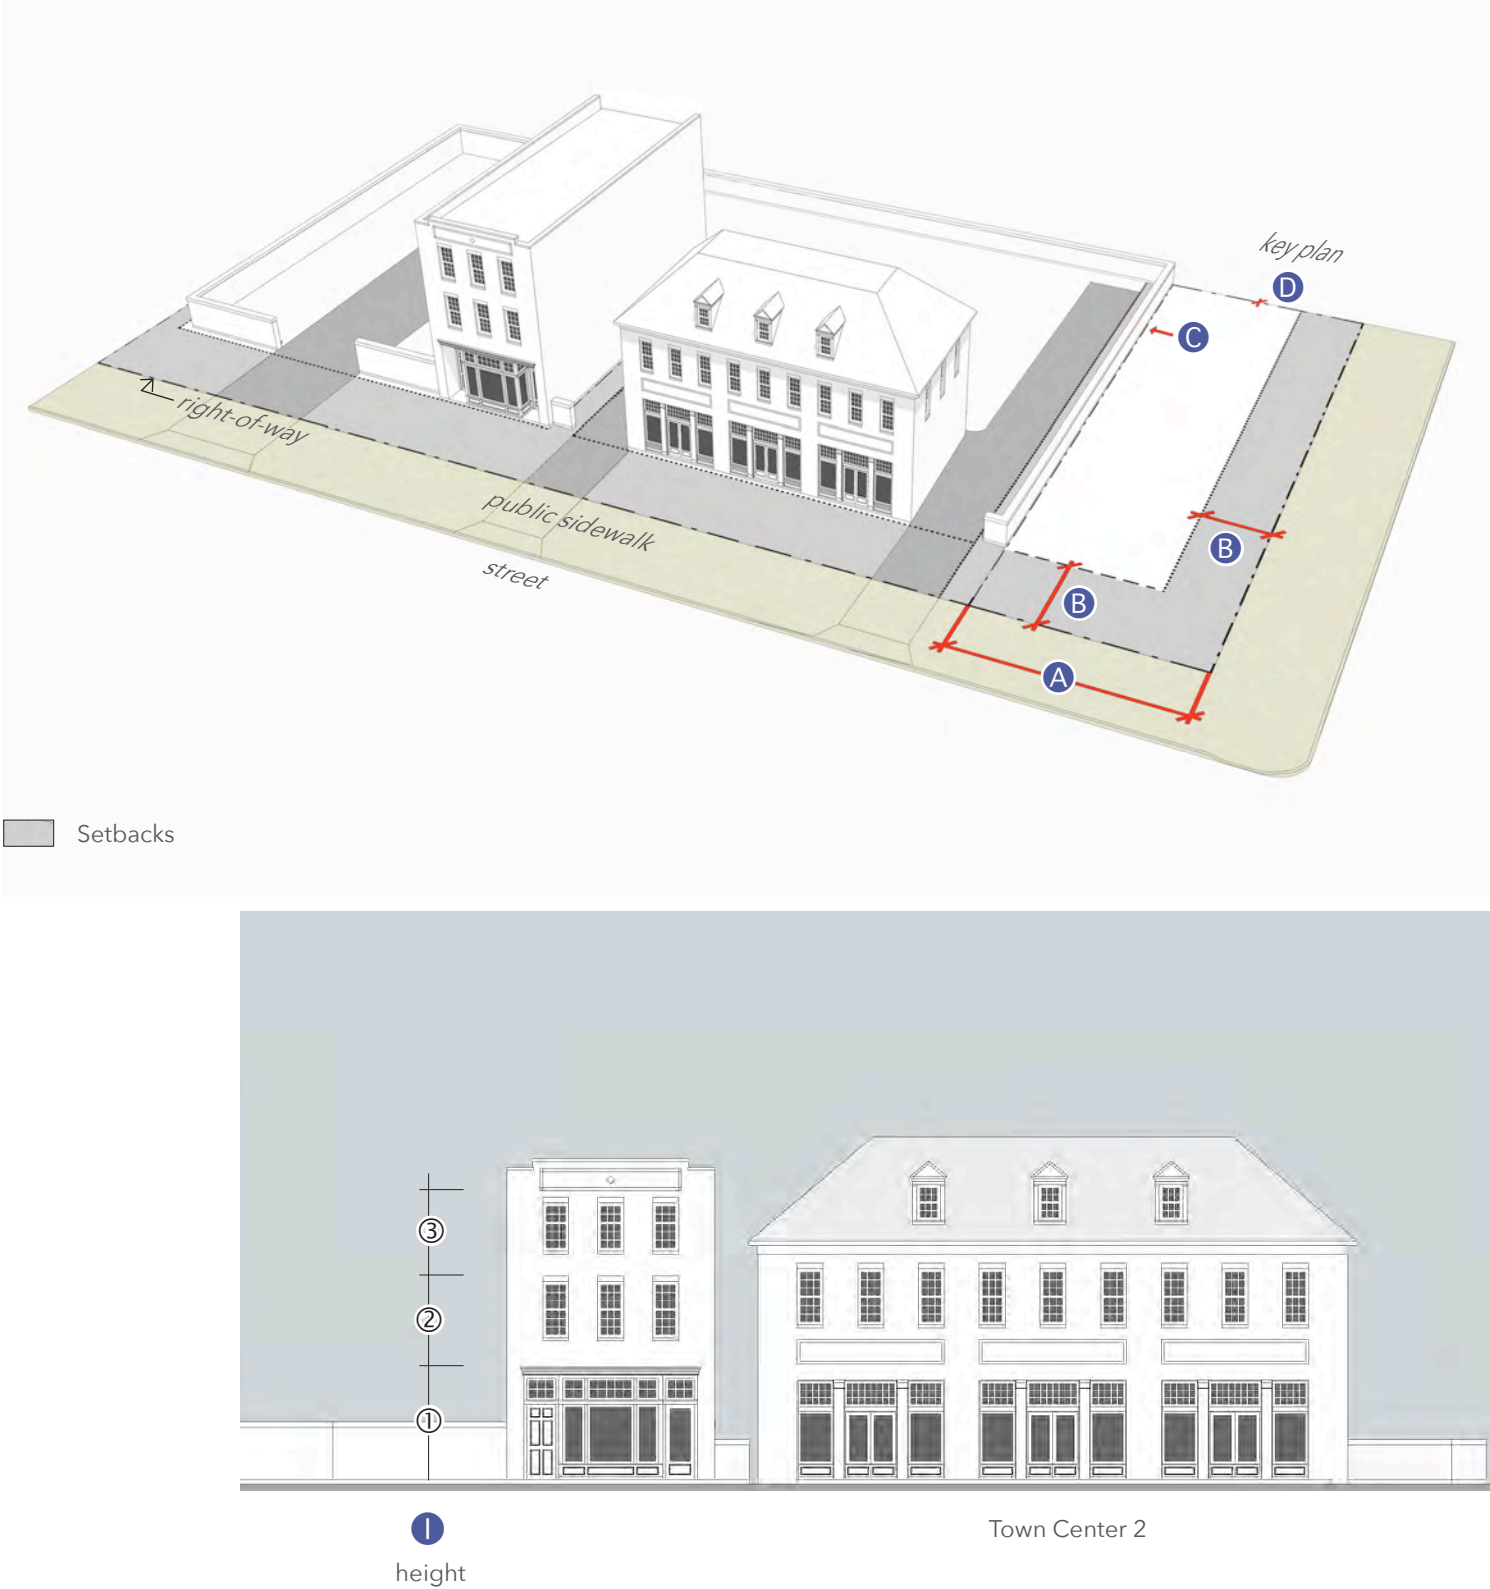 key plan
D
C
right-of-way
B
public sidewalk
street
B
A
Setbacks
③
②
①
I
Town Center 2
height